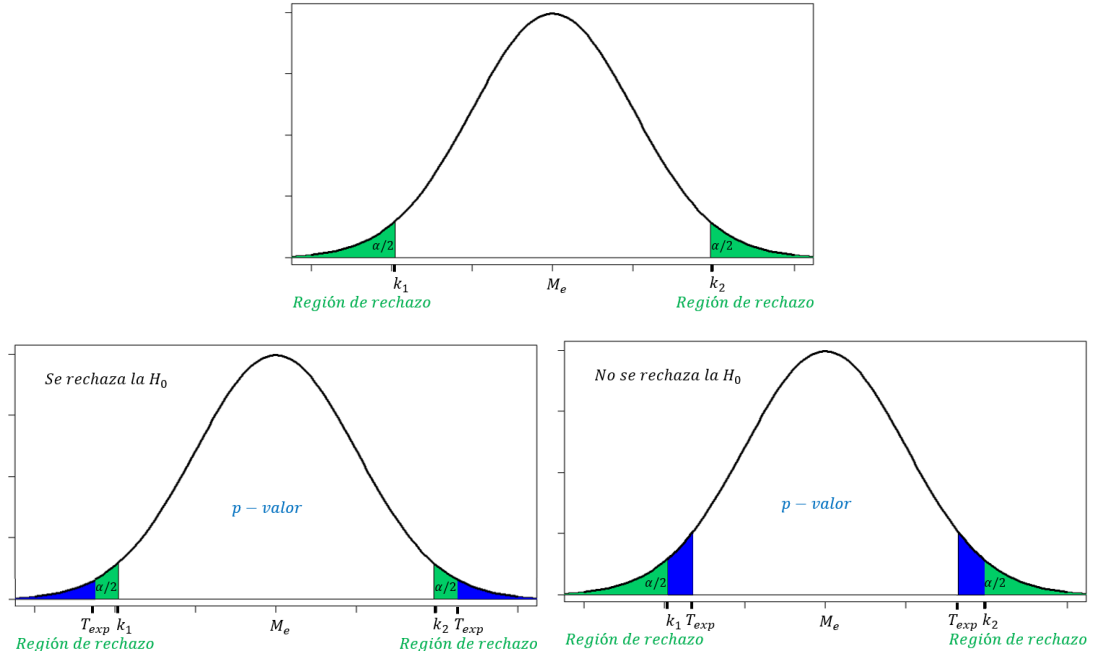 α/2 α/2
k₁ Mₑ k₂
Región de rechazo Región de rechazo
Se rechaza la H₀
p − valor
α/2 α/2
Tₑₓₚ k₁ Mₑ k₂ Tₑₓₚ
Región de rechazo Región de rechazo
No se rechaza la H₀
p − valor
α/2 α/2
k₁ Tₑₓₚ Mₑ Tₑₓₚ k₂
Región de rechazo Región de rechazo